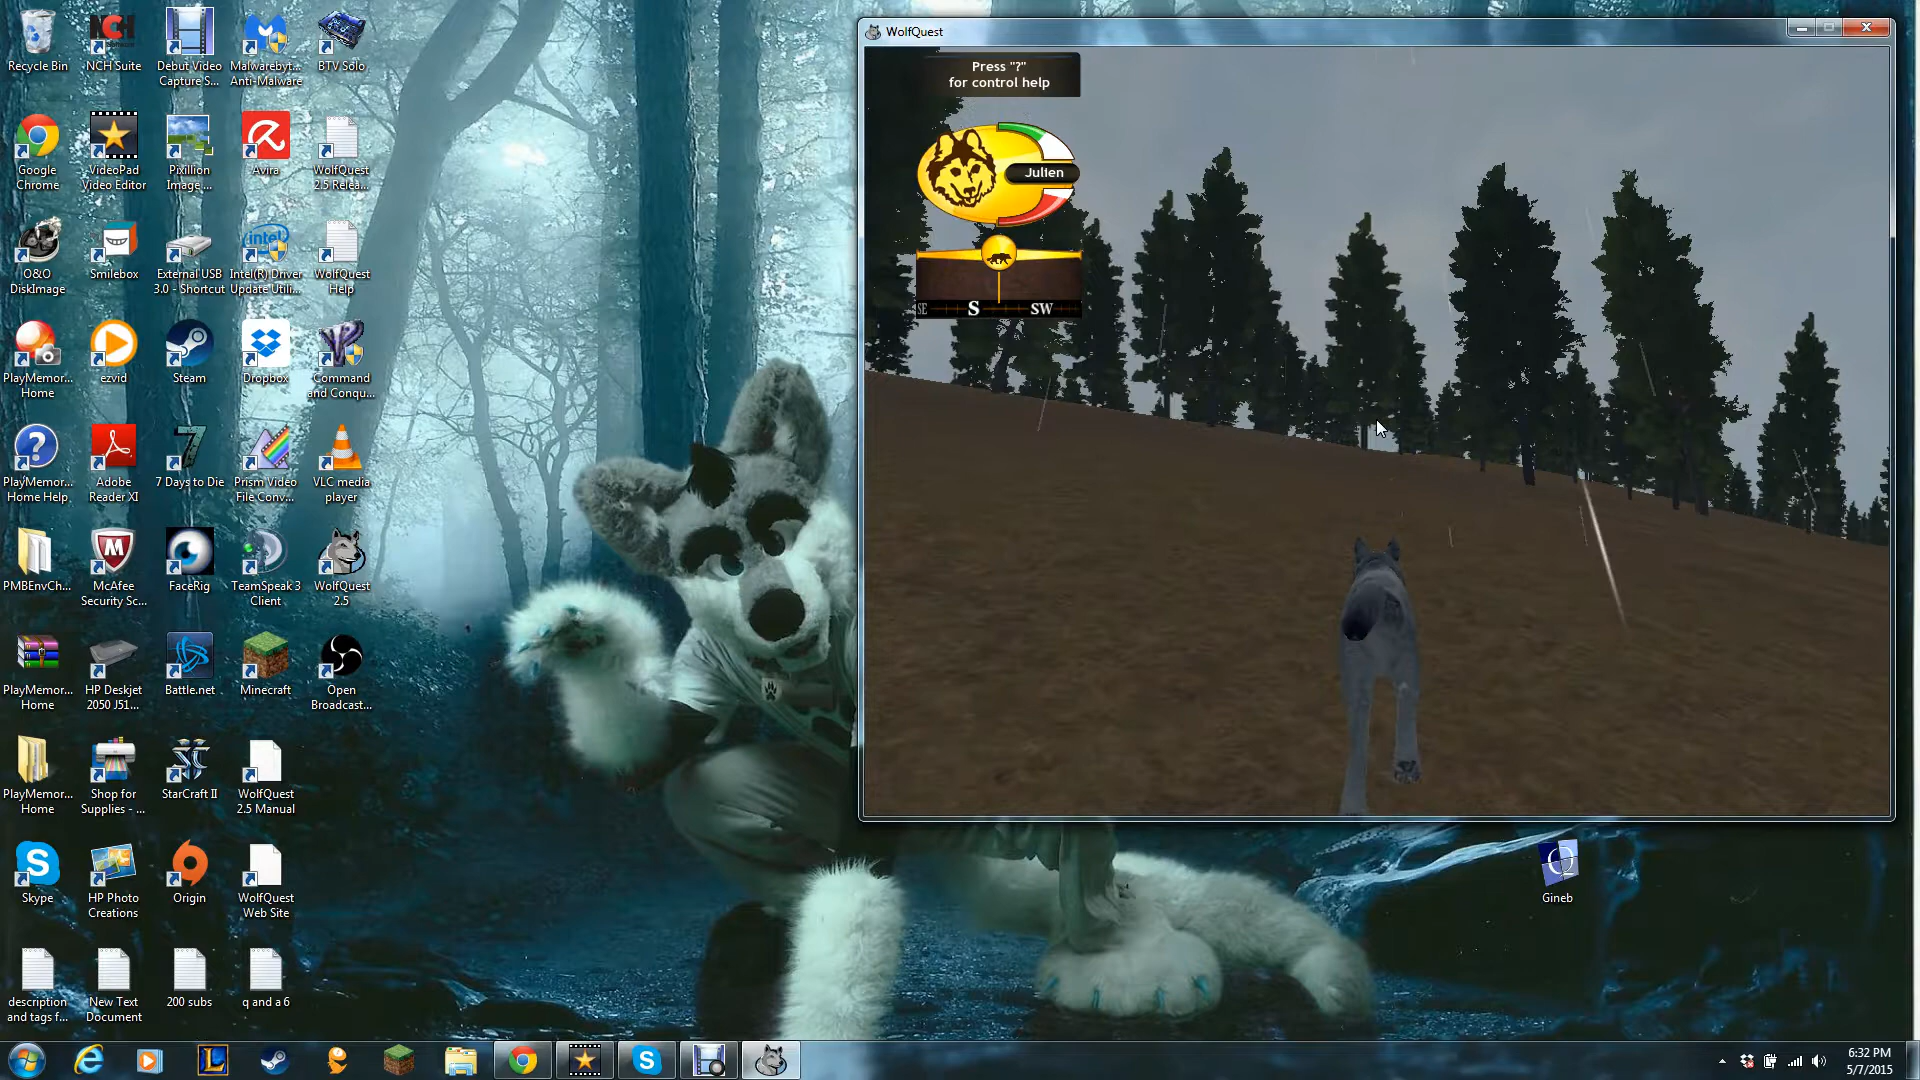 Recycle Bin
NCH Suite
Debut Video
Capture S...
Malwarebyt...
Anti-Malware
BTV Solo
Google
Chrome
VideoPad
Video Editor
Pixillion
Image ...
Avira
WolfQuest
2.5 Relea...
O&O
DiskImage
Smilebox
External USB
3.0 - Shortcut
Intel(R) Driver
Update Utili...
WolfQuest
Help
PlayMemor...
Home
ezvid
Steam
Dropbox
Command
and Conqu...
PlayMemor...
Home Help
Adobe
Reader XI
7 Days to Die
Prism Video
File Conv...
VLC media
player
PMBEnvCh...
McAfee
Security Sc...
FaceRig
TeamSpeak 3
Client
WolfQuest
2.5
PlayMemor...
Home
HP Deskjet
2050 J51...
Battle.net
Minecraft
Open
Broadcast...
PlayMemor...
Home
Shop for
Supplies - ...
StarCraft II
WolfQuest
2.5 Manual
Skype
HP Photo
Creations
Origin
WolfQuest
Web Site
description
and tags f...
New Text
Document
200 subs
q and a 6
WolfQuest
Press "?"
for control help
Julien
SE S SW
Gineb
6:32 PM
5/7/2015